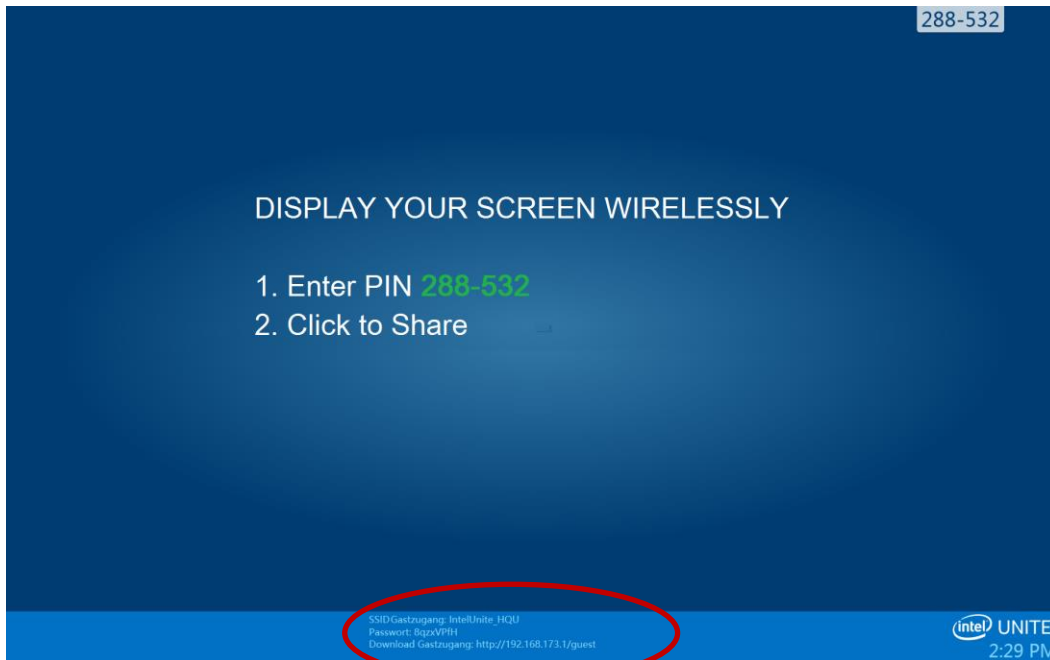 288-532
DISPLAY YOUR SCREEN WIRELESSLY
1. Enter PIN 288-532
2. Click to Share
SSID Gastzugang: IntelUnite_HQU
Passwort: 8qzxVPfH
Download Gastzugang: http://192.168.173.1/guest
intel UNITE
2:29 PM